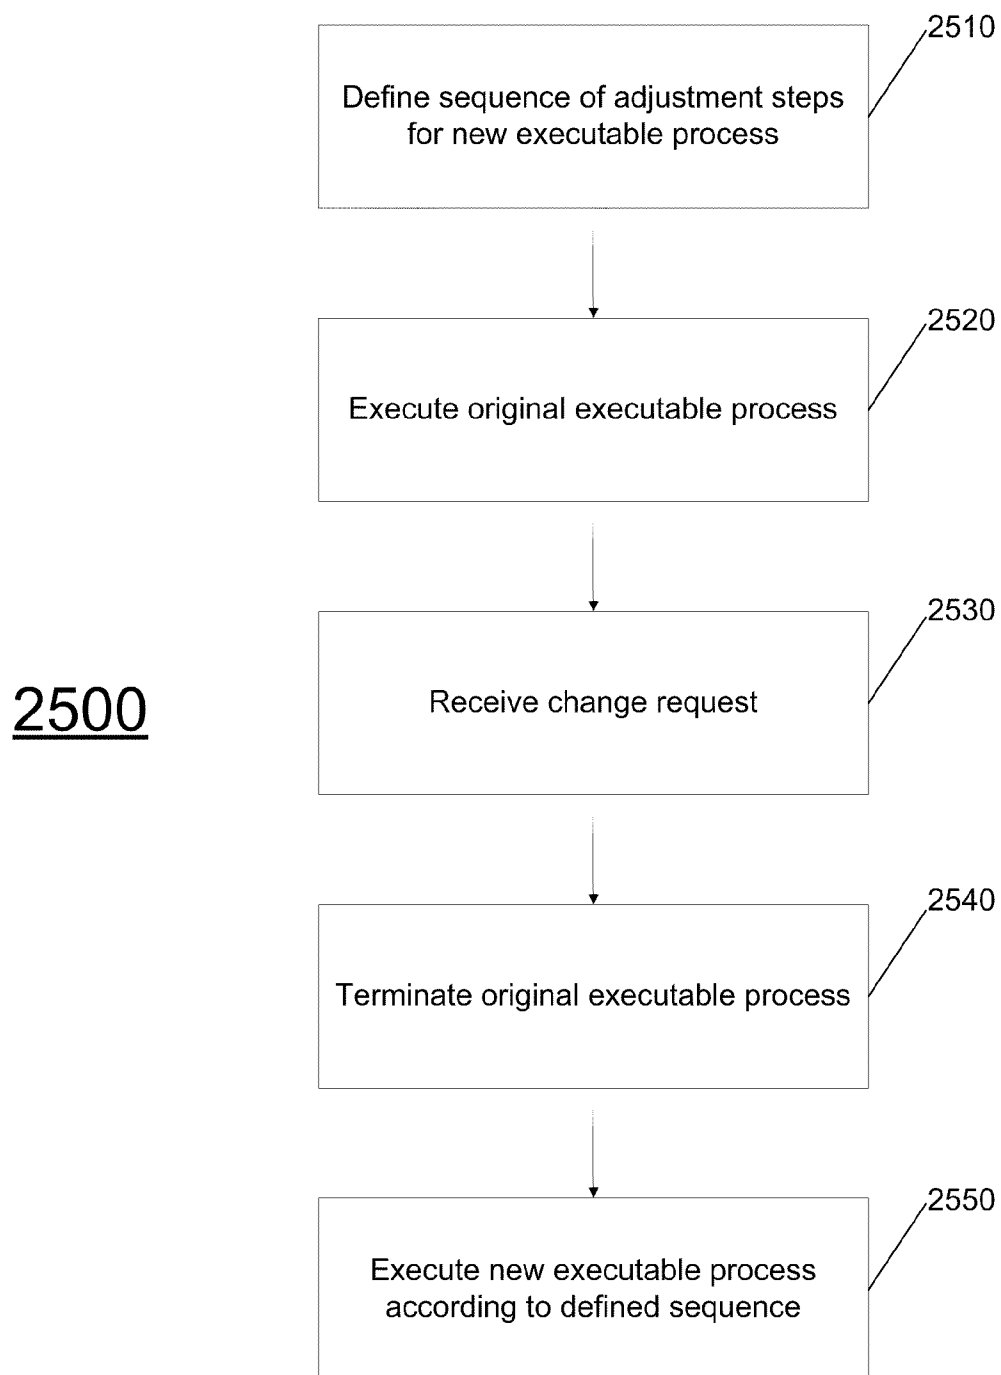 2510
Define sequence of adjustment steps
for new executable process
2520
Execute original executable process
2530
Receive change request
2500
2540
Terminate original executable process
2550
Execute new executable process
according to defined sequence